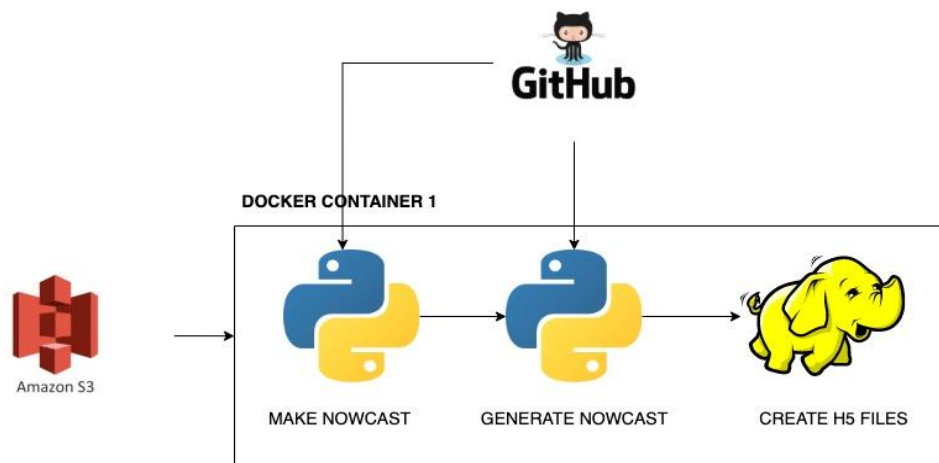 GitHub
DOCKER CONTAINER 1
Amazon S3
MAKE NOWCAST
GENERATE NOWCAST
CREATE H5 FILES